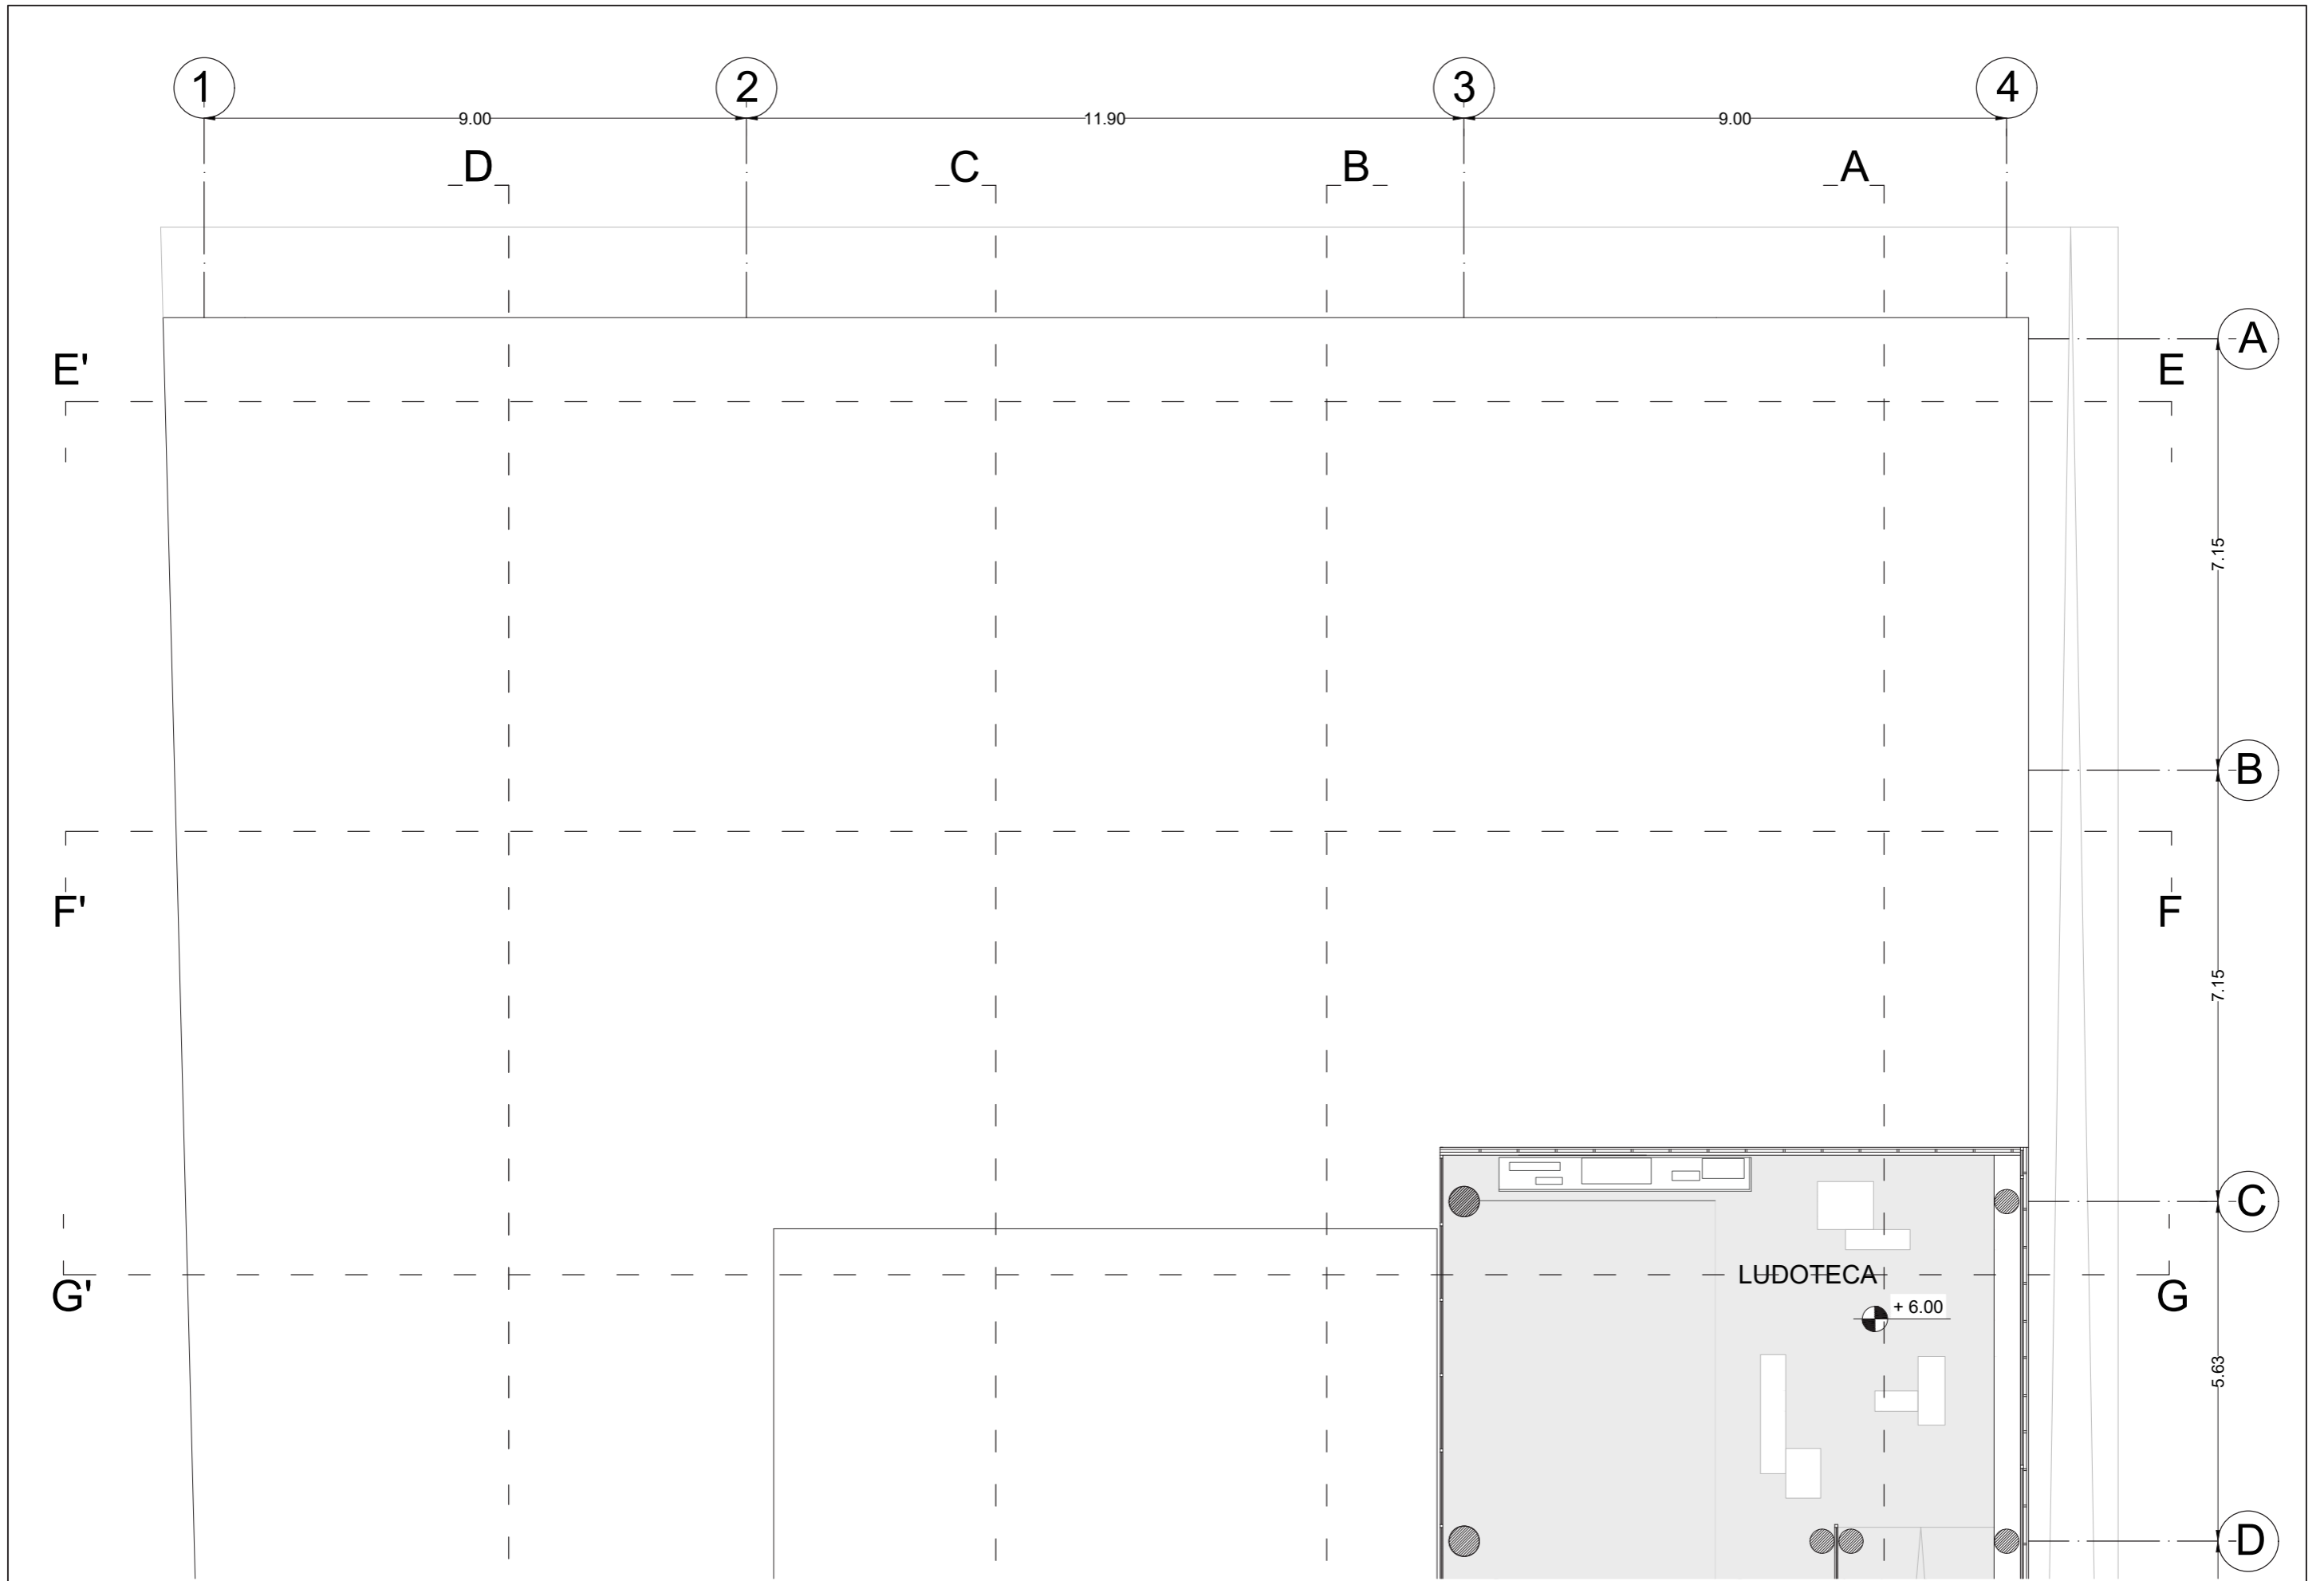 1 2 3 4
9.00 11.90 9.00
D C B A
A
E' E
7.15
B
F' F
7.15
C
LUDOTECA
G' G
+ 6.00
5.63
D